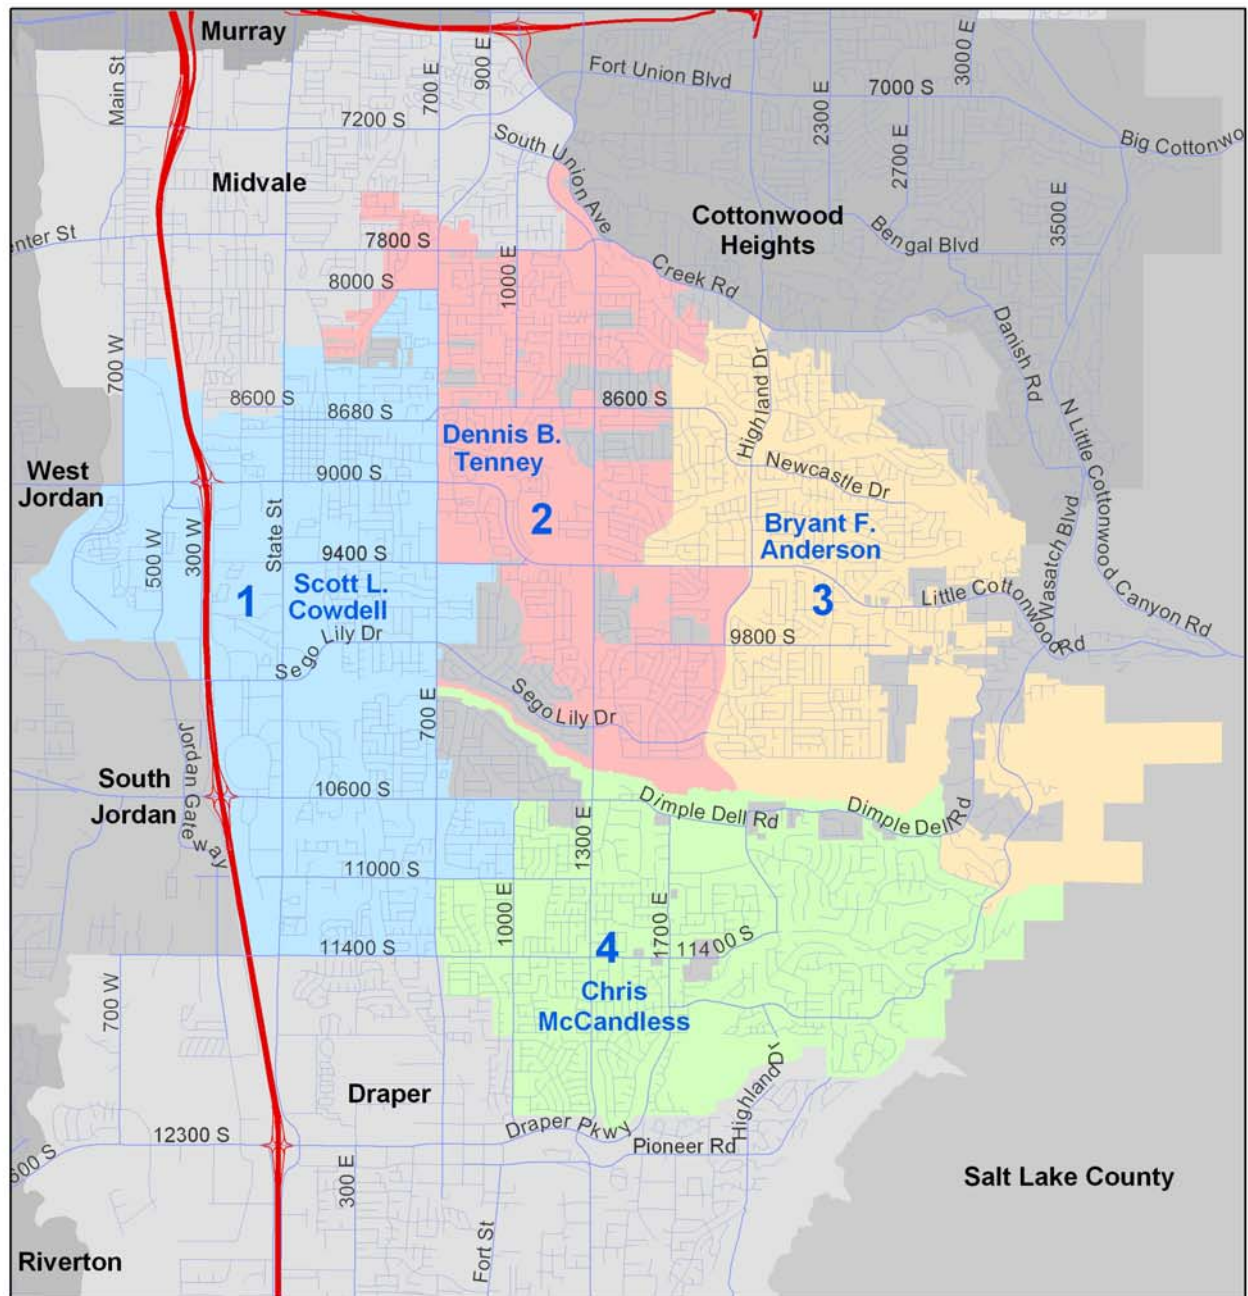 Murray
Main St
700 E
900 E
3000 E
Fort Union Blvd
7000 S
2300 E
7200 S
South Union Ave
2700 E
Big Cottonwo
Midvale
3500 E
Cottonwood
Heights
enter St
7800 S
Bengal Blvd
1000 E
8000 S
Creek Rd
Danish Rd
700 W
Highland Dr
8600 S
8680 S
8600 S
N Little Cottonwood Canyon Rd
Dennis B.
Tenney
West
Jordan
9000 S
Newcastle Dr
2
Bryant F.
Anderson
500 W
300 W
State St
9400 S
Wasatch Blvd
1
Scott L.
Cowdell
3
Little Cottonwood Rd
Sego Lily Dr
9800 S
700 E
Sego Lily Dr
Jordan Gateway
South
Jordan
10600 S
Dimple Dell Rd
Dimple Dell Rd
1300 E
11000 S
1000 E
1700 E
11400 S
4
11400 S
Chris
McCandless
700 W
Draper
Highland Dr
12300 S
Draper Pkwy
Pioneer Rd
600 S
300 E
Salt Lake County
Fort St
Riverton